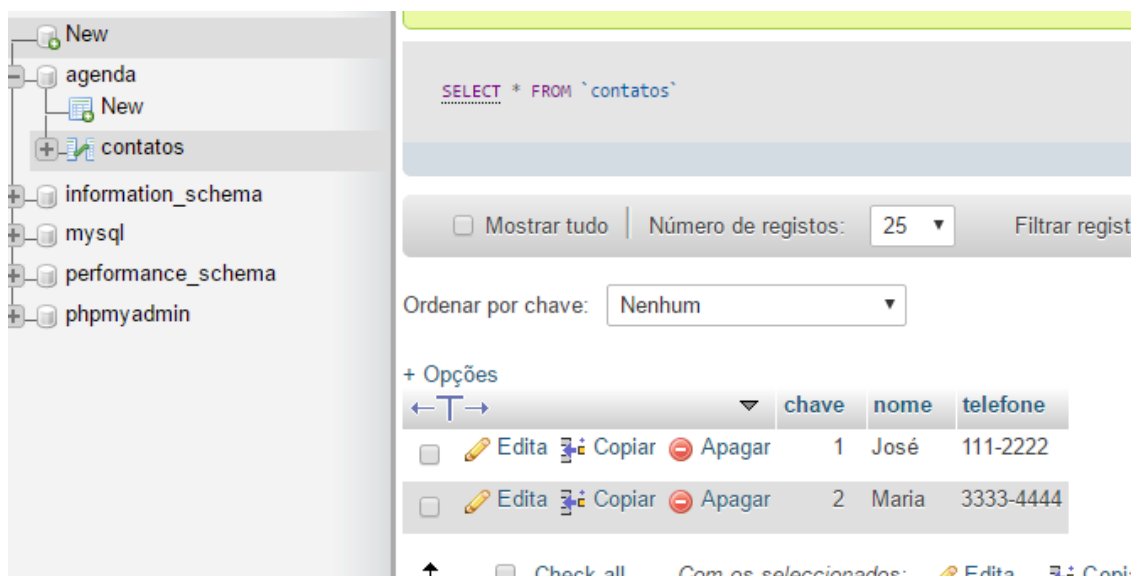 New
agenda
New
contatos
information_schema
mysql
performance_schema
phpmyadmin
SELECT * FROM `contatos`
Mostrar tudo Número de registos: 25 Filtrar regist
Ordenar por chave: Nenhum
+ Opções
chave nome telefone
Edita Copiar Apagar 1 José 111-2222
Edita Copiar Apagar 2 Maria 3333-4444
Check all Com os seleccionados: Edita Copi